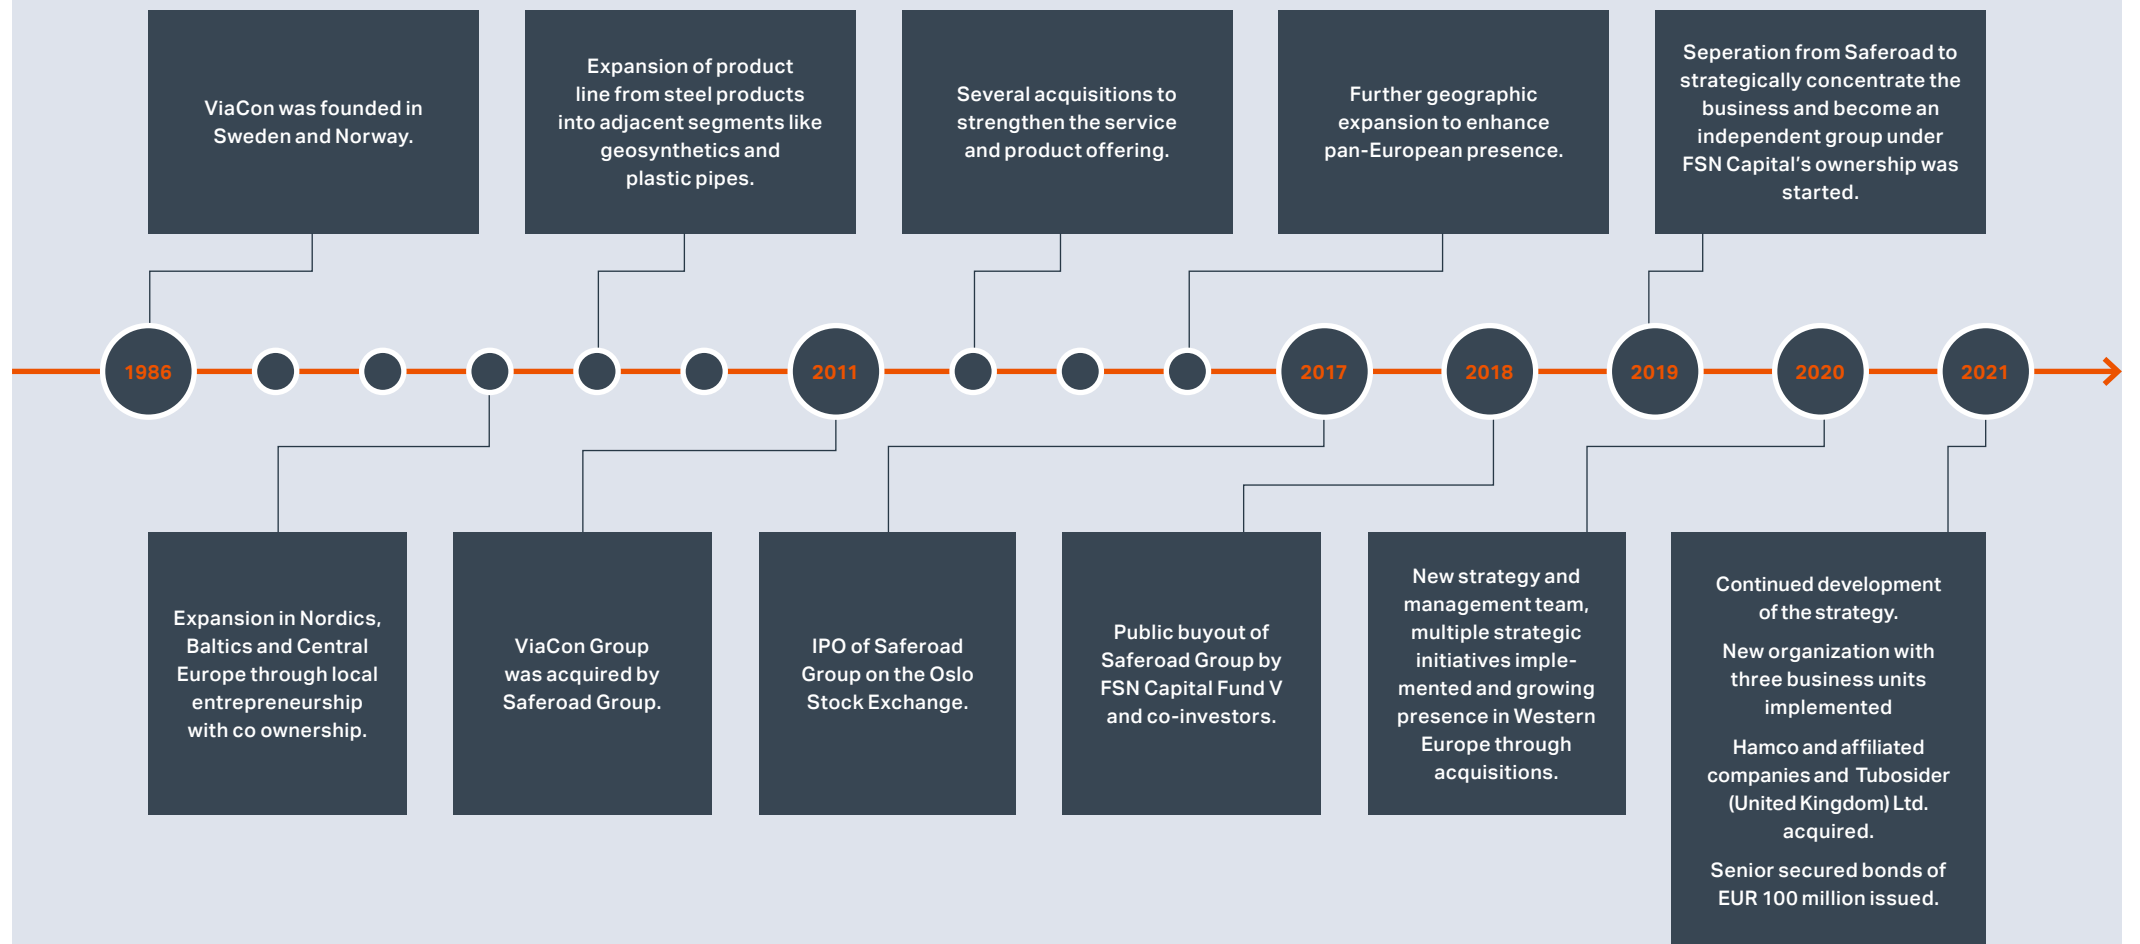 ViaCon was founded in
Sweden and Norway.
Expansion of product
line from steel products
into adjacent segments like
geosynthetics and
plastic pipes.
Several acquisitions to
strengthen the service
and product offering.
Further geographic
expansion to enhance
pan-European presence.
Seperation from Saferoad to
strategically concentrate the
business and become an
independent group under
FSN Capital's ownership was
started.
1986
2011
2017
2018
2019
2020
2021
Expansion in Nordics,
Baltics and Central
Europe through local
entrepreneurship
with co ownership.
ViaCon Group
was acquired by
Saferoad Group.
IPO of Saferoad
Group on the Oslo
Stock Exchange.
Public buyout of
Saferoad Group by
FSN Capital Fund V
and co-investors.
New strategy and
management team,
multiple strategic
initiatives imple-
mented and growing
presence in Western
Europe through
acquisitions.
Continued development
of the strategy.
New organization with
three business units
implemented
Hamco and affiliated
companies and Tubosider
(United Kingdom) Ltd.
acquired.
Senior secured bonds of
EUR 100 million issued.